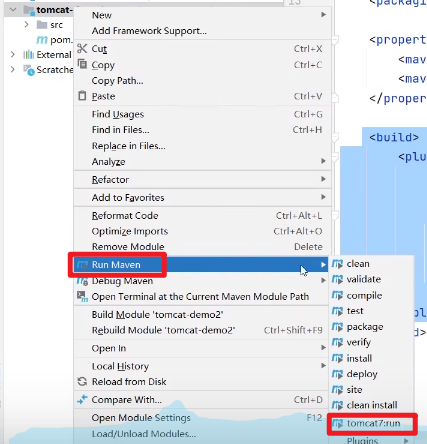 tomcat-
src
pom.
External
Scratche
New
Add Framework Support...
Cut Ctrl+X
Copy Ctrl+C
Copy Path...
Paste Ctrl+V
Find Usages Ctrl+G
Find in Files... Ctrl+H
Replace in Files...
Analyze
Refactor
Add to Favorites
Reformat Code Ctrl+Alt+L
Optimize Imports Ctrl+Alt+O
Remove Module Delete
Run Maven
Debug Maven
Open Terminal at the Current Maven Module Path
Build Module 'tomcat-demo2'
Rebuild Module 'tomcat-demo2' Ctrl+Shift+F9
Open In
Local History
Reload from Disk
Compare With... Ctrl+D
Open Module Settings F12
Load/Unload Modules...
clean
validate
compile
test
package
verify
install
deploy
site
clean install
tomcat7:run
Plugins
13
<packag
<propert
<mav
<mav
</proper
<build>
<plu